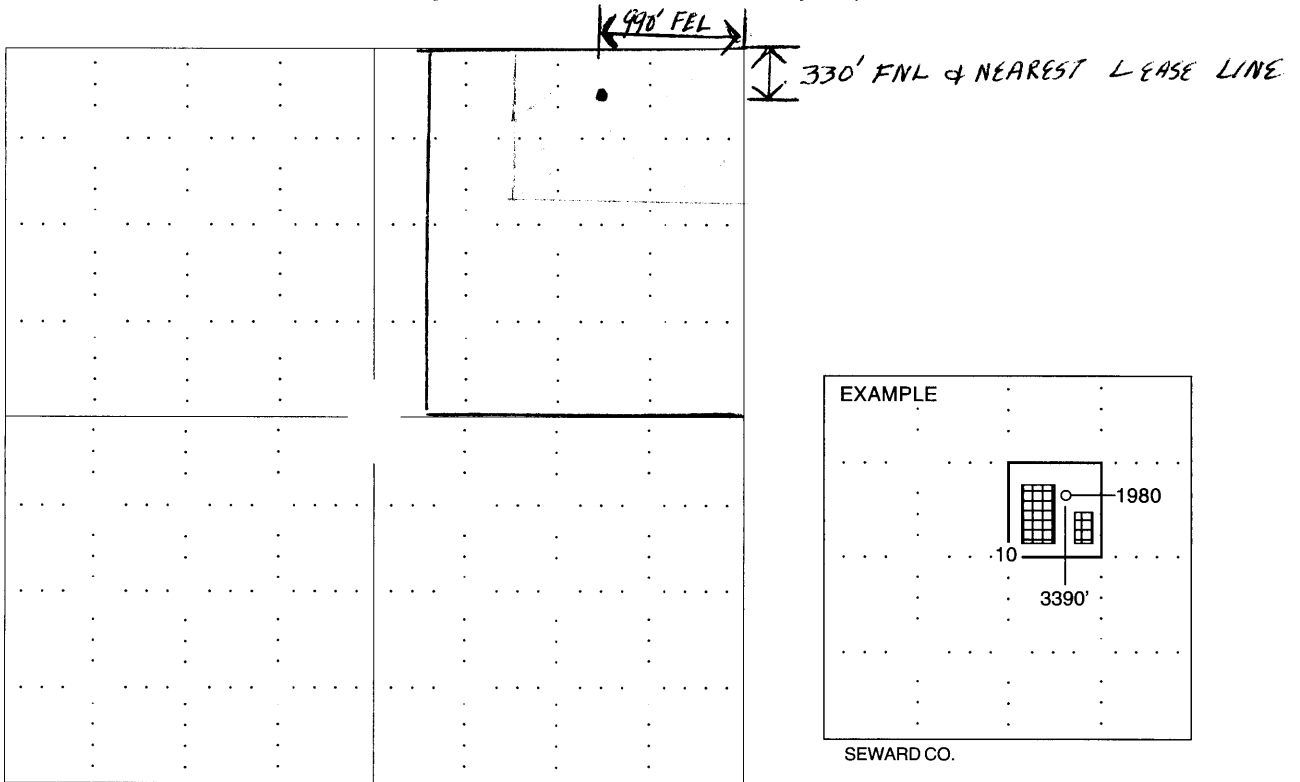 990' FEL
330' FNL & NEAREST LEASE LINE
EXAMPLE
1980
10
3390'
SEWARD CO.